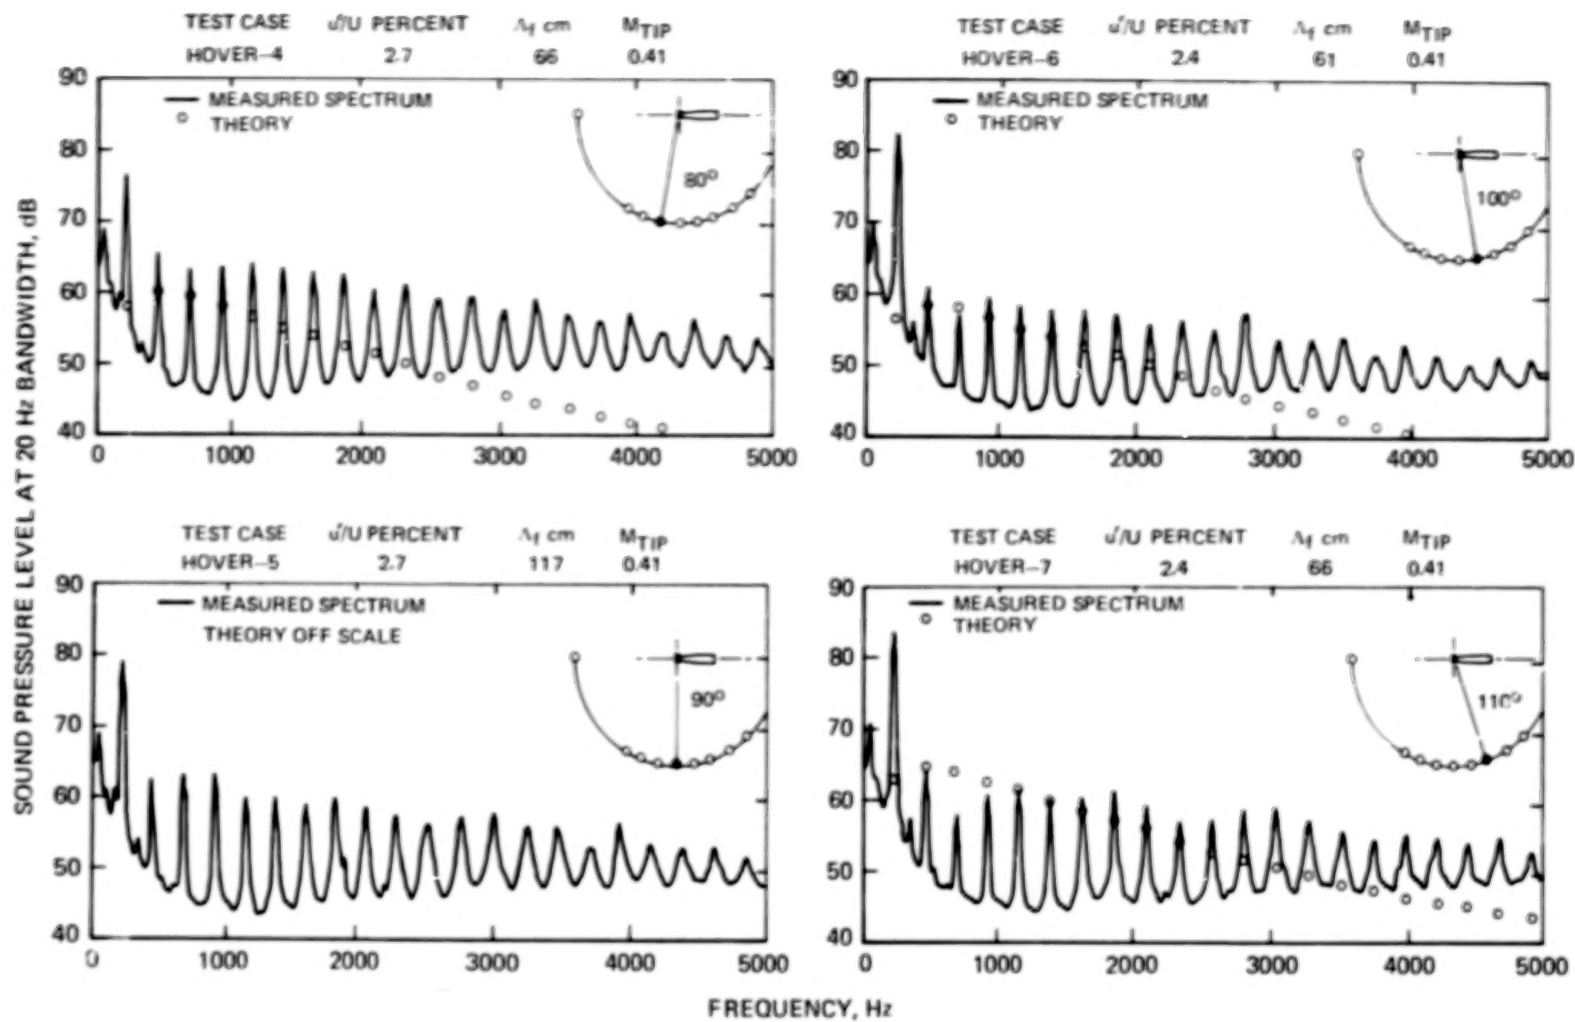 TEST CASE u'/U PERCENT Λf cm MTIP
HOVER-4 2.7 66 0.41
90
80
70
60
50
40
MEASURED SPECTRUM
THEORY
80°
0 1000 2000 3000 4000 5000
TEST CASE u'/U PERCENT Λf cm MTIP
HOVER-6 2.4 61 0.41
90
80
70
60
50
40
MEASURED SPECTRUM
THEORY
100°
0 1000 2000 3000 4000 5000
TEST CASE u'/U PERCENT Λf cm MTIP
HOVER-5 2.7 117 0.41
90
80
70
60
50
40
MEASURED SPECTRUM
THEORY OFF SCALE
90°
0 1000 2000 3000 4000 5000
TEST CASE u'/U PERCENT Λf cm MTIP
HOVER-7 2.4 66 0.41
90
80
70
60
50
40
MEASURED SPECTRUM
THEORY
110°
0 1000 2000 3000 4000 5000
SOUND PRESSURE LEVEL AT 20 Hz BANDWIDTH, dB
FREQUENCY, Hz